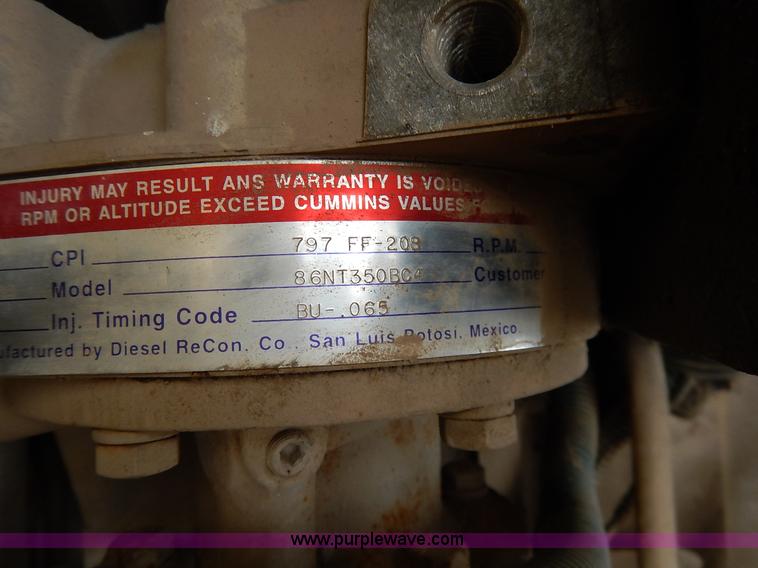 INJURY MAY RESULT ANS WARRANTY IS VOIDED
RPM OR ALTITUDE EXCEED CUMMINS VALUES
CPI 797 FF-208 R.P.M.
Model 86NT350BC4 Customer
Inj. Timing Code BU-.065
ufactured by Diesel ReCon. Co. San Luis Potosi, Mexico.
www.purplewave.com